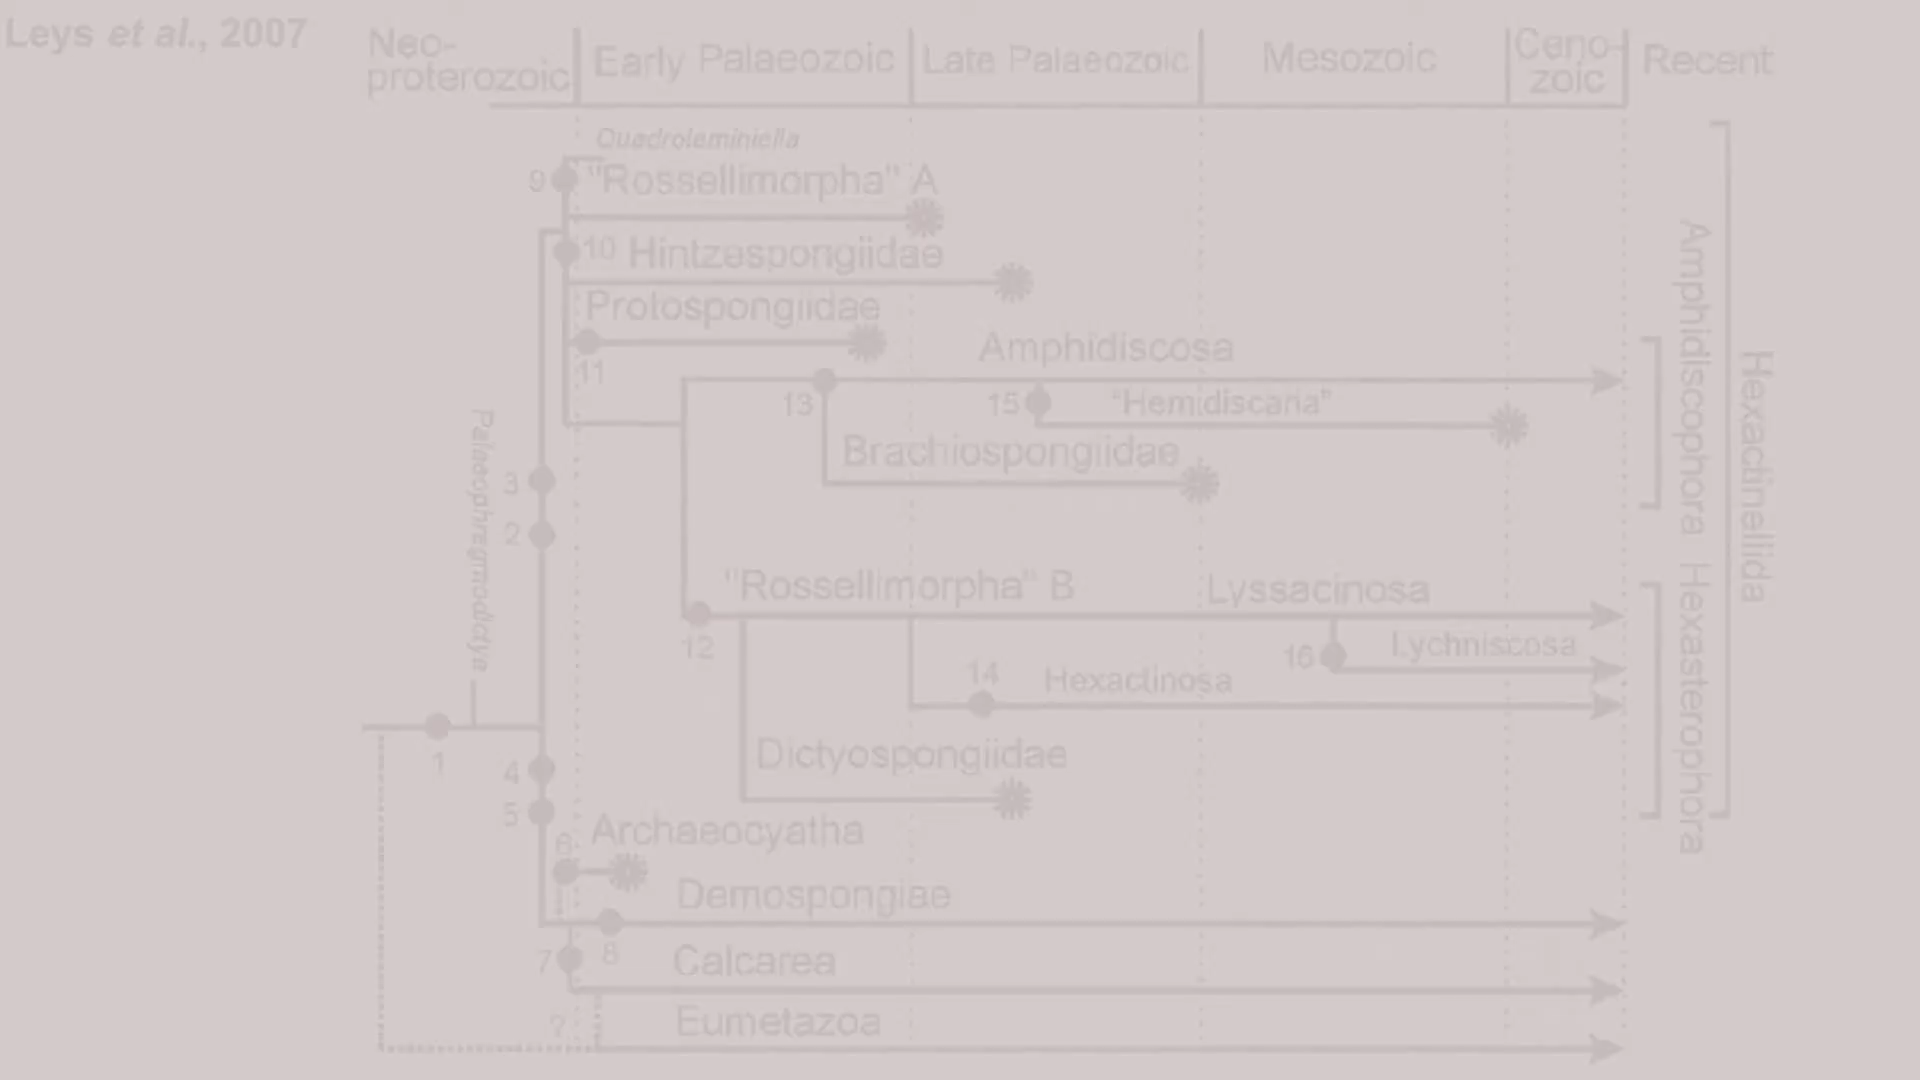 Leys et al., 2007
Neo-
proterozoic
Early Palaeozoic
Late Palaeozoic
Mesozoic
Ceno-
zoic
Recent
Quadroleminiella
9
"Rossellimorpha" A
10
Hintzespongiidae
Protospongiidae
11
Amphidiscosa
13
15
"Hemidiscaria"
Brachiospongiidae
3
2
Palaeophragmodictya
"Rossellimorpha" B
Lyssacinosa
12
16
Lychniscosa
14
Hexactinosa
1
4
5
Dictyospongiidae
6
Archaeocyatha
Demospongiae
8
7
Calcarea
?
Eumetazoa
Amphidiscophora
Hexasterophora
Hexactinellida